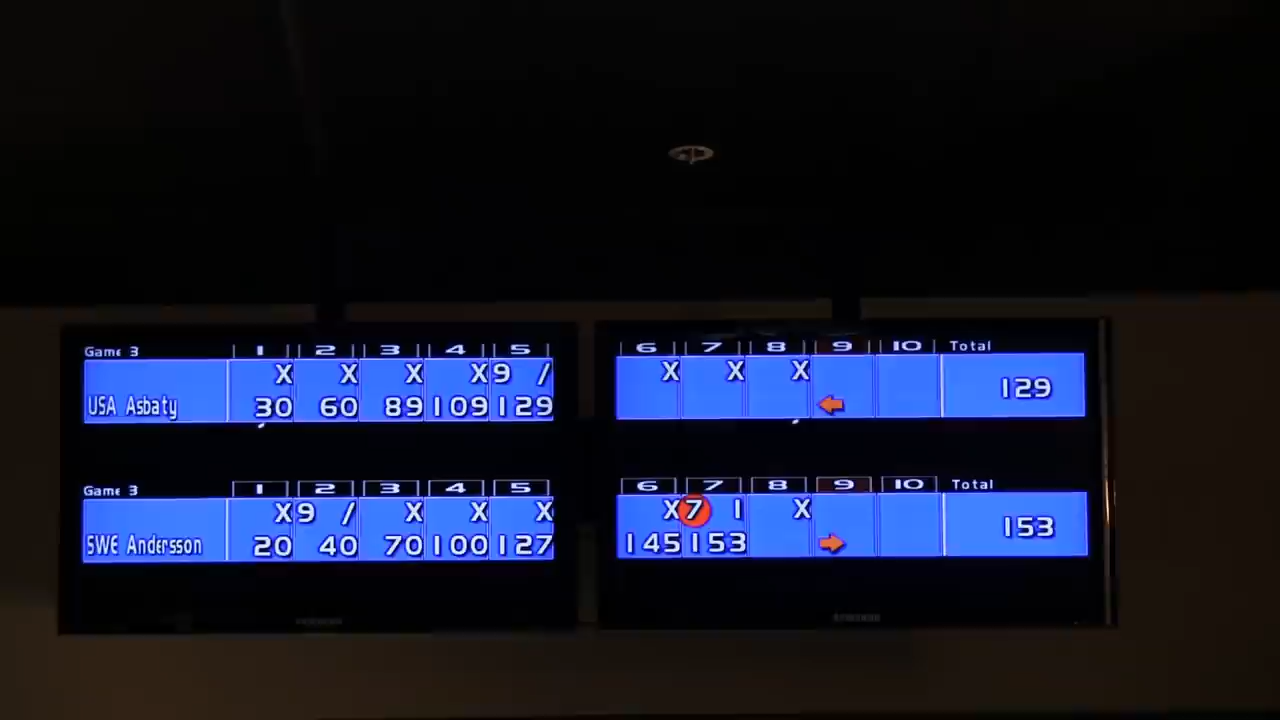 Game 3 1 2 3 4 5
X X X X 9 /
USA Asbaty 30 60 89 109 129
6 7 8 9 10 Total
X X X
129
Game 3 1 2 3 4 5
X 9 / X X X
SWE Andersson 20 40 70 100 127
6 7 8 9 10 Total
X 7 1 X
145 153 153
SAMSUNG